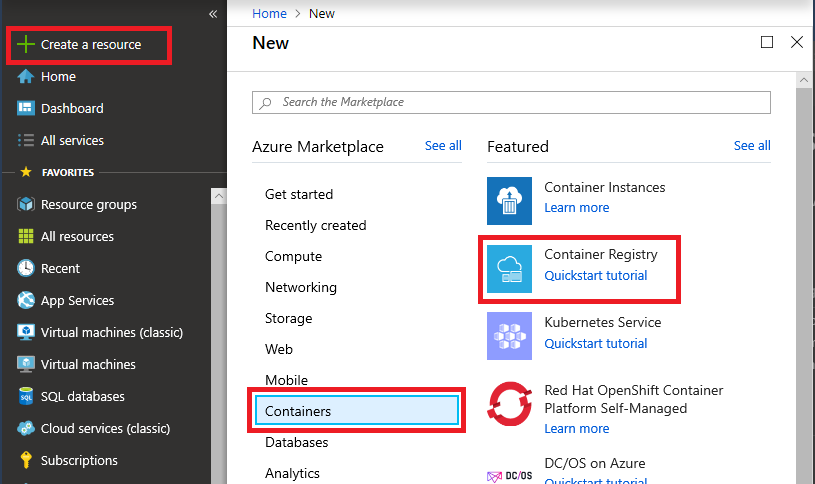 «
Create a resource
Home
Dashboard
All services
FAVORITES
Resource groups
All resources
Recent
App Services
Virtual machines (classic)
Virtual machines
SQL databases
Cloud services (classic)
Subscriptions
Home > New
New
Search the Marketplace
Azure Marketplace See all
Get started
Recently created
Compute
Networking
Storage
Web
Mobile
Containers
Databases
Analytics
Featured See all
Container Instances
Learn more
Container Registry
Quickstart tutorial
Kubernetes Service
Quickstart tutorial
Red Hat OpenShift Container
Platform Self-Managed
Learn more
DC/OS
DC/OS on Azure
Quickstart tutorial